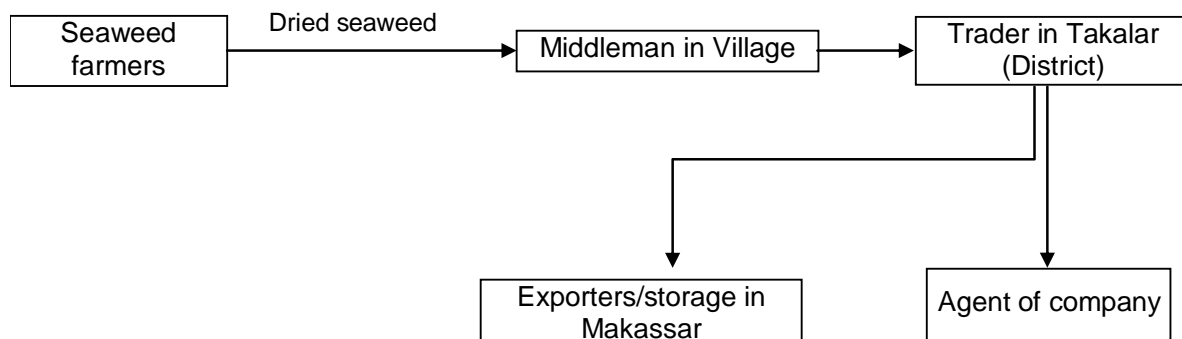 Seaweed
farmers
Dried seaweed
Middleman in Village
Trader in Takalar
(District)
Exporters/storage in
Makassar
Agent of company